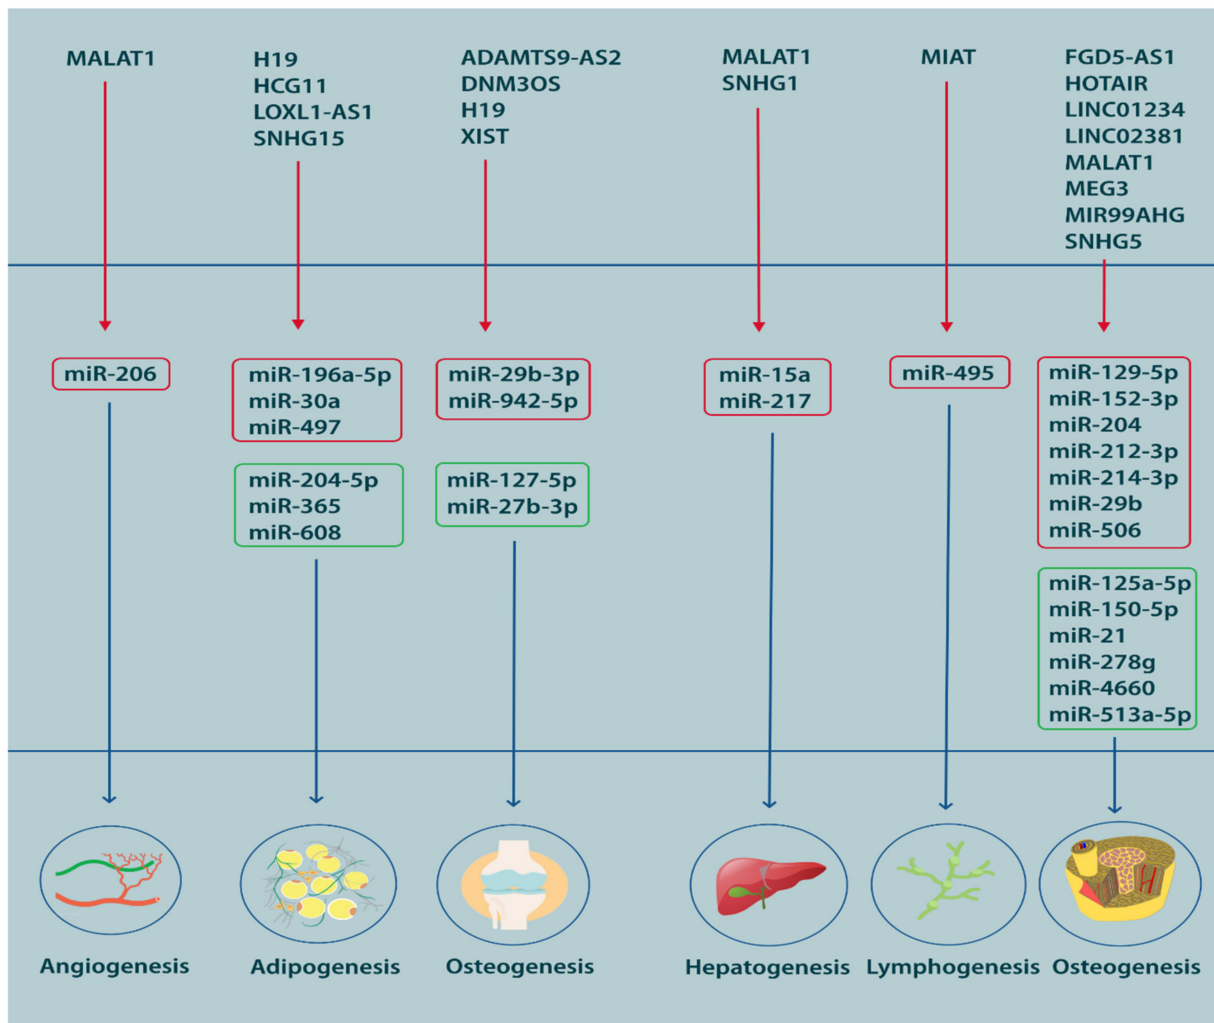 MALAT1
H19
HCG11
LOXL1-AS1
SNHG15
ADAMTS9-AS2
DNM3OS
H19
XIST
MALAT1
SNHG1
MIAT
FGD5-AS1
HOTAIR
LINC01234
LINC02381
MALAT1
MEG3
MIR99AHG
SNHG5
miR-206
miR-196a-5p
miR-30a
miR-497
miR-204-5p
miR-365
miR-608
miR-29b-3p
miR-942-5p
miR-127-5p
miR-27b-3p
miR-15a
miR-217
miR-495
miR-129-5p
miR-152-3p
miR-204
miR-212-3p
miR-214-3p
miR-29b
miR-506
miR-125a-5p
miR-150-5p
miR-21
miR-278g
miR-4660
miR-513a-5p
Angiogenesis
Adipogenesis
Osteogenesis
Hepatogenesis
Lymphogenesis
Osteogenesis